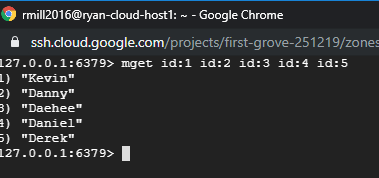 rmill2016@ryan-cloud-host1: ~ - Google Chrome
ssh.cloud.google.com/projects/first-grove-251219/zones
127.0.0.1:6379> mget id:1 id:2 id:3 id:4 id:5
1) "Kevin"
2) "Danny"
3) "Daehee"
4) "Daniel"
5) "Derek"
127.0.0.1:6379>